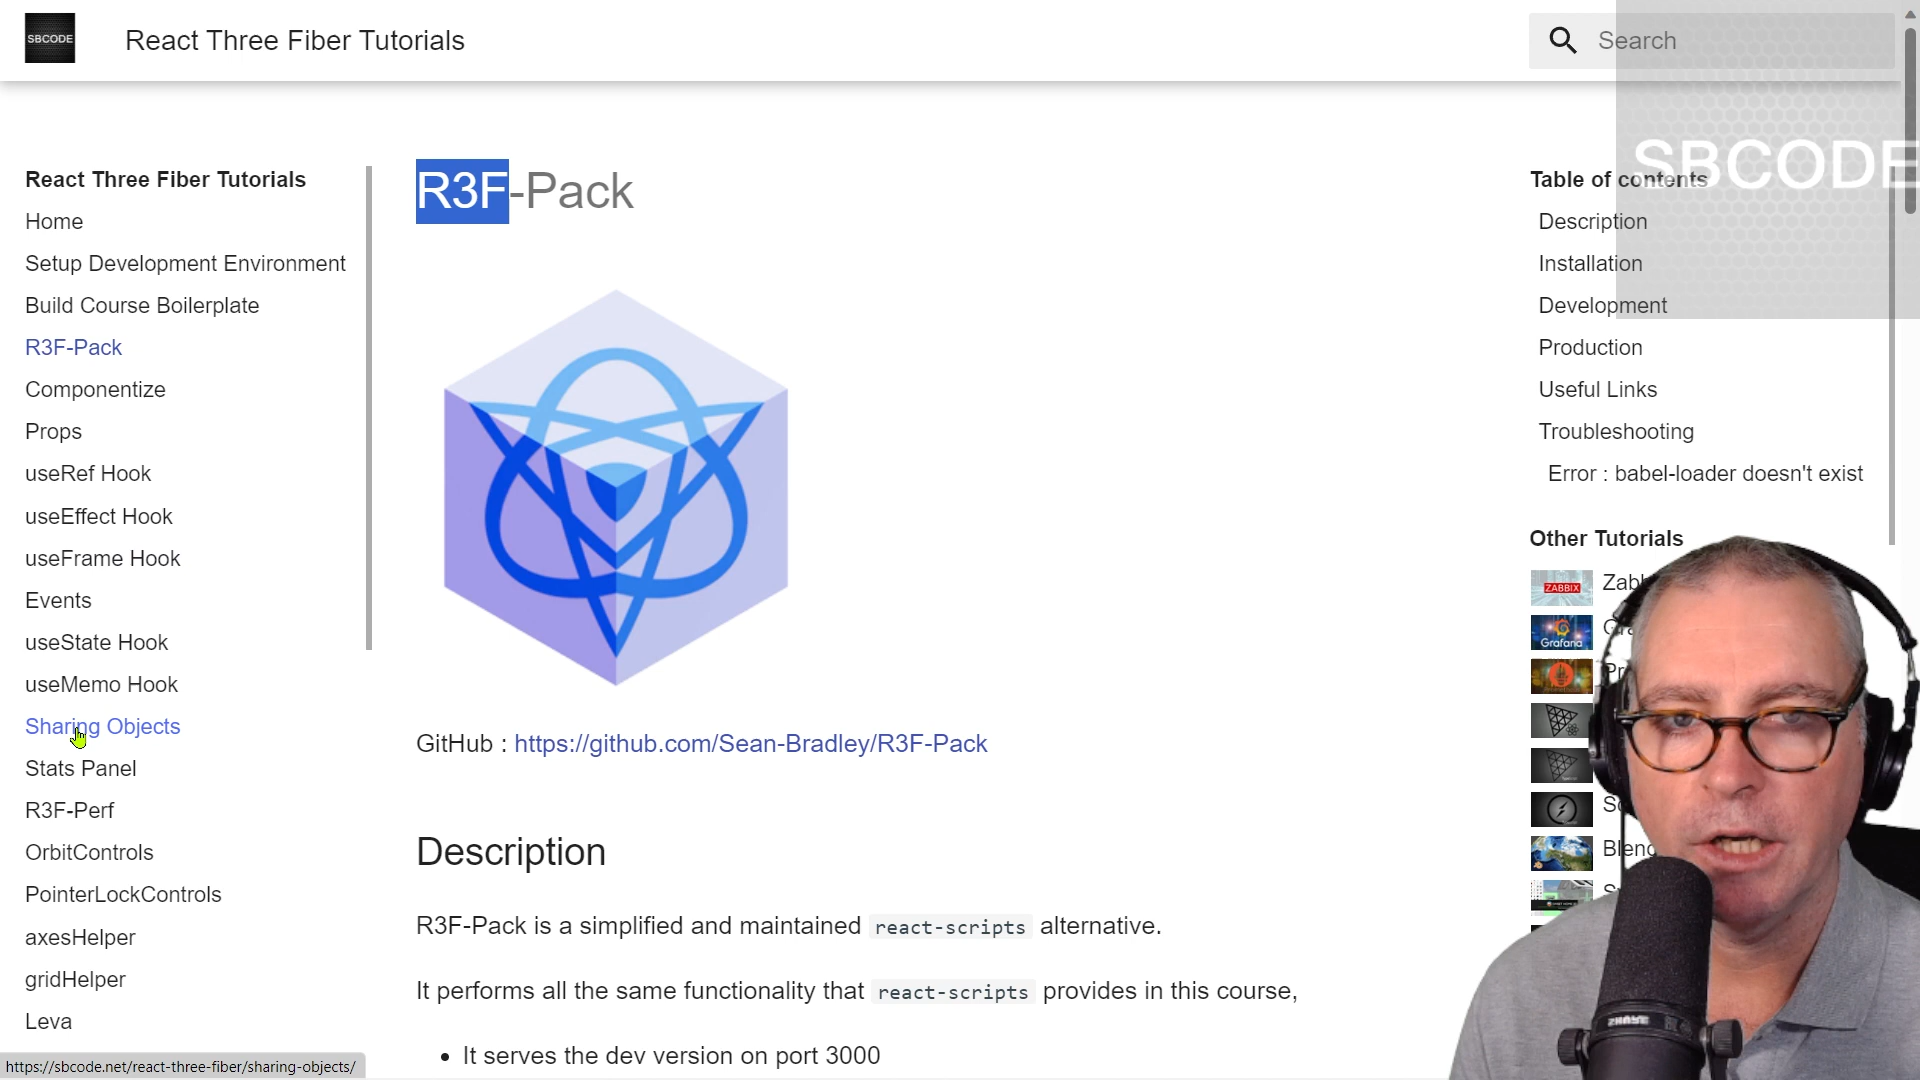 SBCODE
React Three Fiber Tutorials
Search
SBCODE
React Three Fiber Tutorials
Home
Setup Development Environment
Build Course Boilerplate
R3F-Pack
Componentize
Props
useRef Hook
useEffect Hook
useFrame Hook
Events
useState Hook
useMemo Hook
Sharing Objects
Stats Panel
R3F-Perf
OrbitControls
PointerLockControls
axesHelper
gridHelper
Leva
https://sbcode.net/react-three-fiber/sharing-objects/
R3F-Pack
GitHub : https://github.com/Sean-Bradley/R3F-Pack
Description
R3F-Pack is a simplified and maintained react-scripts alternative.
It performs all the same functionality that react-scripts provides in this course,
• It serves the dev version on port 3000
Table of contents
Description
Installation
Development
Production
Useful Links
Troubleshooting
Error : babel-loader doesn't exist
Other Tutorials
ZABBIX
Grafana
SHURE